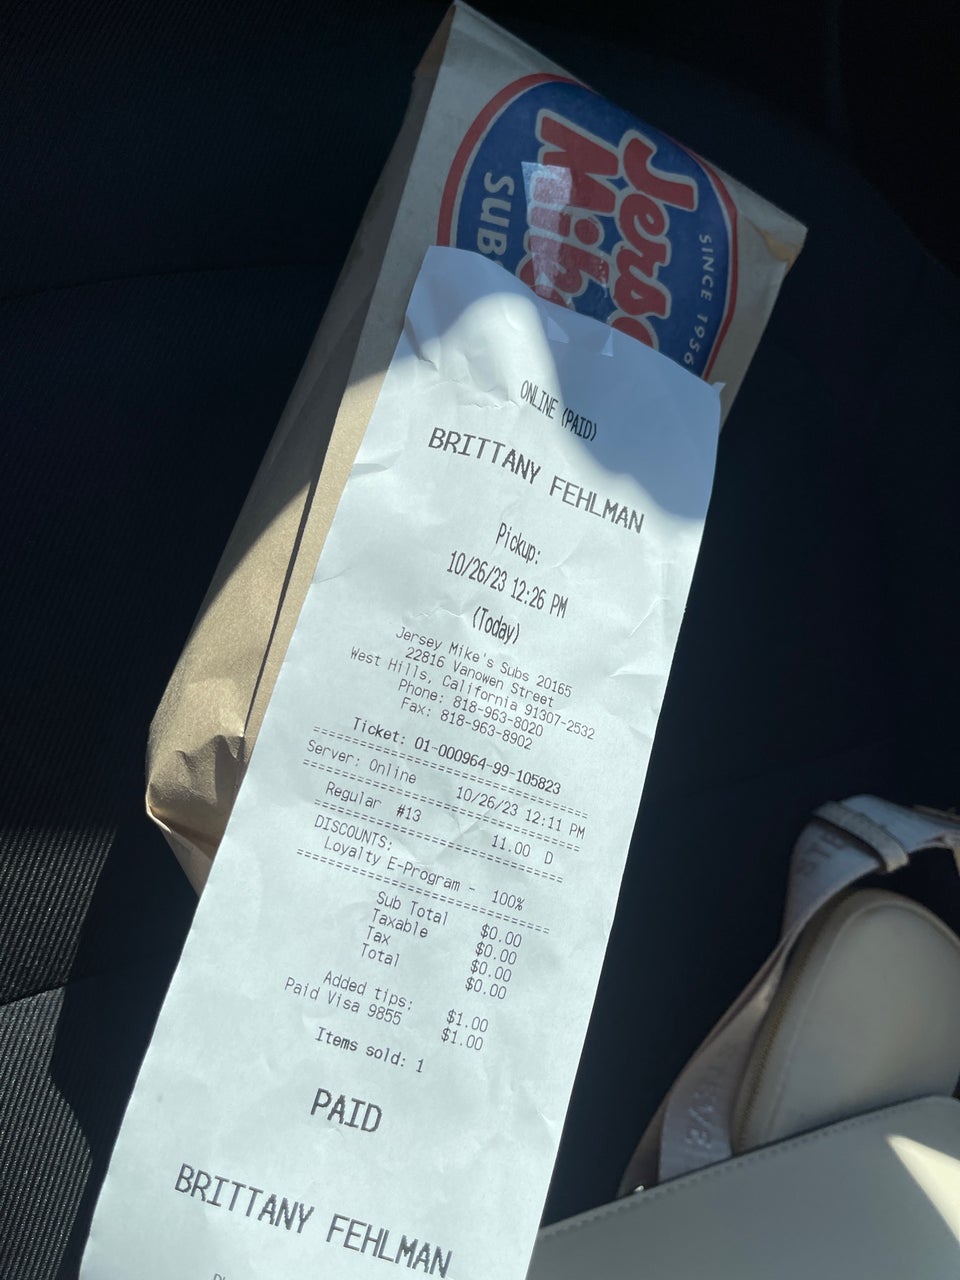 Jerse
Mike
SUBS
SINCE 1956
ONLINE (PAID)
BRITTANY FEHLMAN
Pickup:
10/26/23 12:26 PM
(Today)
Jersey Mike's Subs 20165
22816 Vanowen Street
West Hills, California 91307-2532
Phone: 818-963-8020
Fax: 818-963-8902
Ticket: 01-000964-99-105823
===================================
Server: Online 10/26/23 12:11 PM
===================================
Regular #13 11.00 D
===================================
DISCOUNTS:
Loyalty E-Program - 100%
===================================
Sub Total $0.00
Taxable $0.00
Tax $0.00
Total $0.00
Added tips: $1.00
Paid Visa 9855 $1.00
Items sold: 1
PAID
BRITTANY FEHLMAN